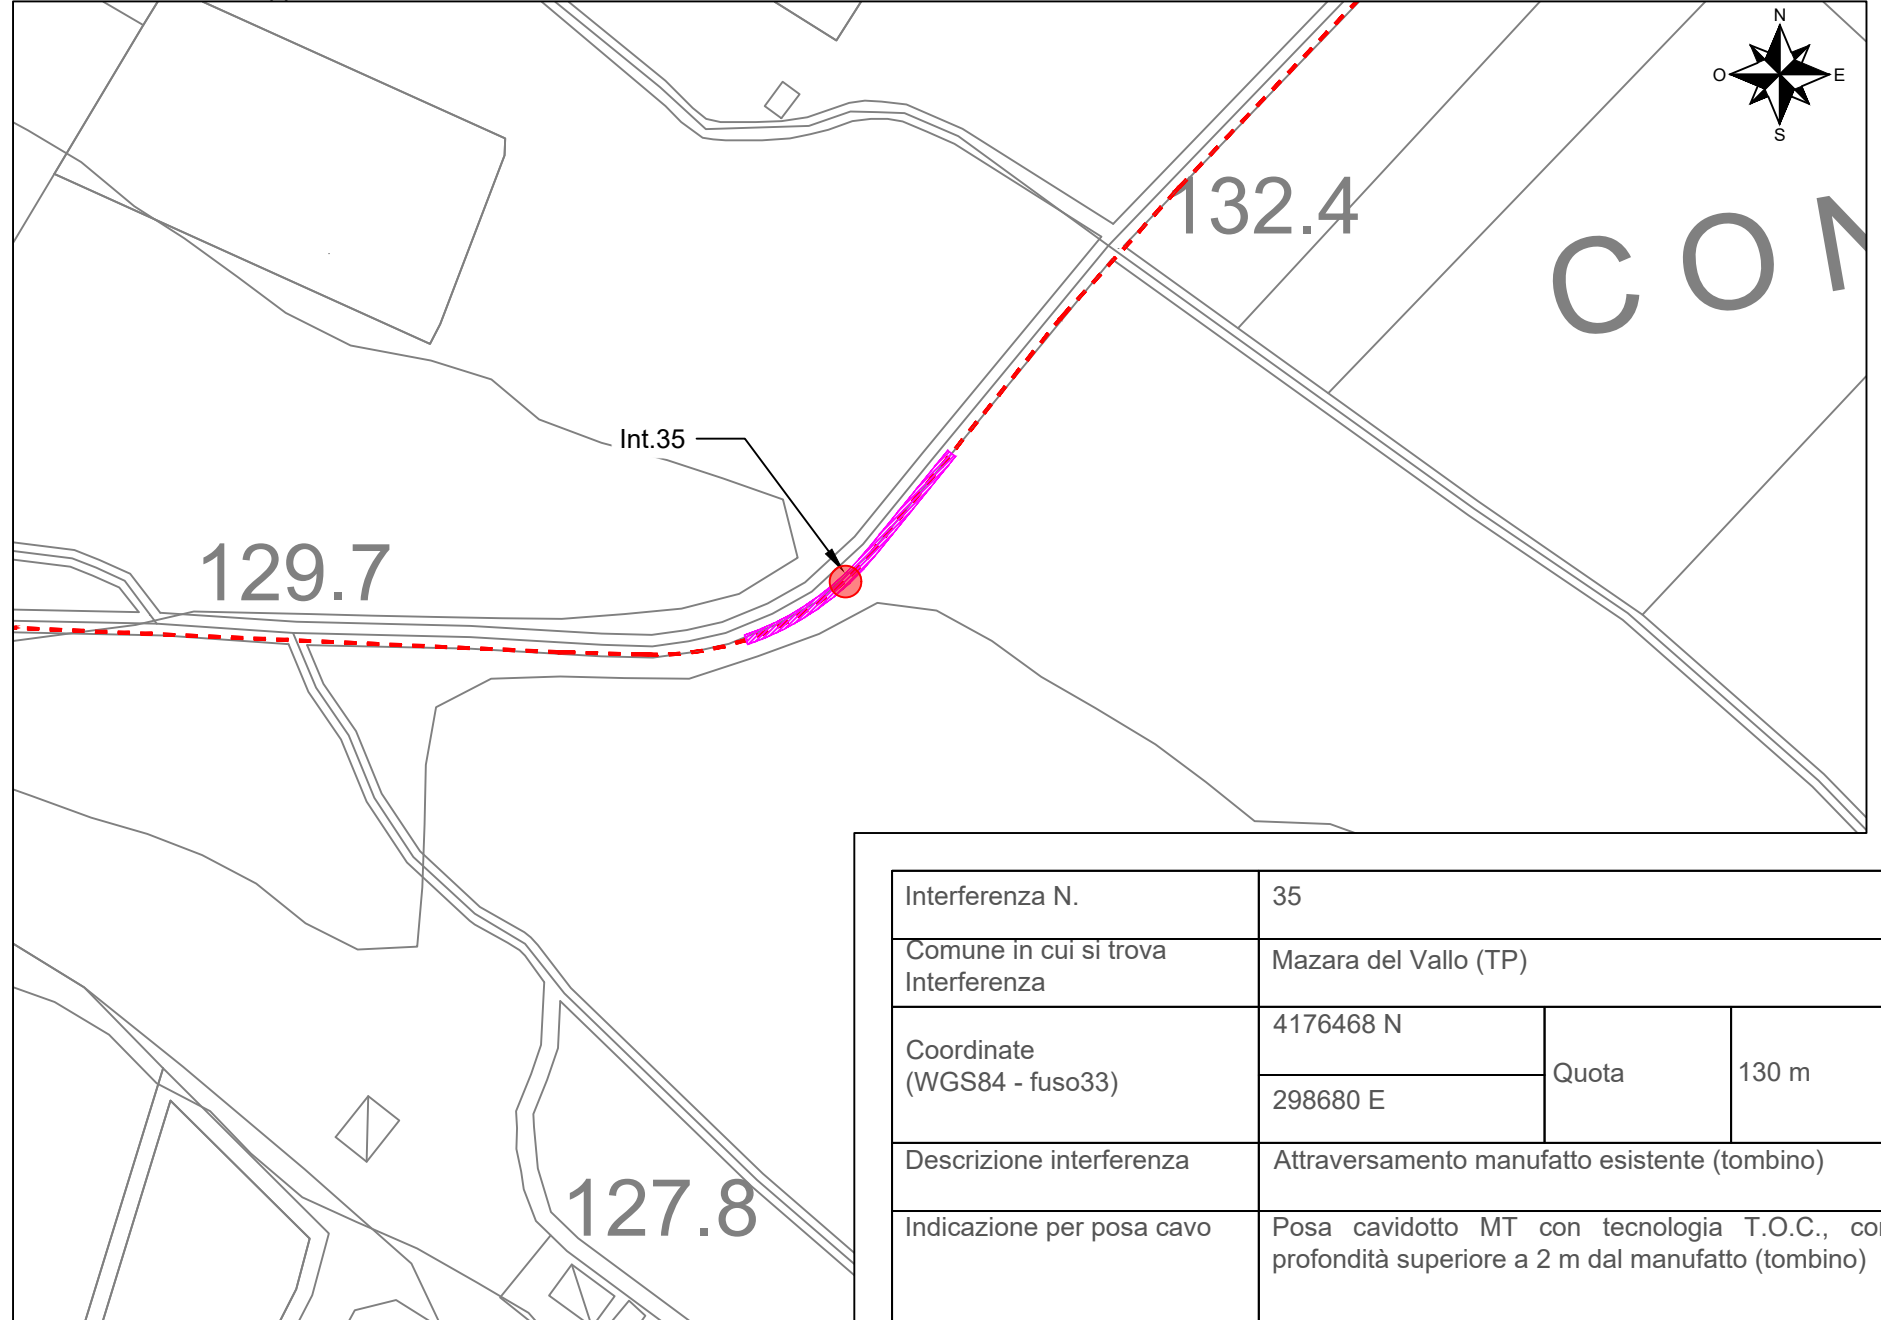 N
O E
S
132.4
CON
Int.35
129.7
127.8
Interferenza N. 35
Comune in cui si trova
Interferenza
Mazara del Vallo (TP)
Coordinate
(WGS84 - fuso33)
4176468 N
298680 E
Quota 130 m
Descrizione interferenza Attraversamento manufatto esistente (tombino)
Indicazione per posa cavo Posa cavidotto MT con tecnologia T.O.C., con
profondità superiore a 2 m dal manufatto (tombino)